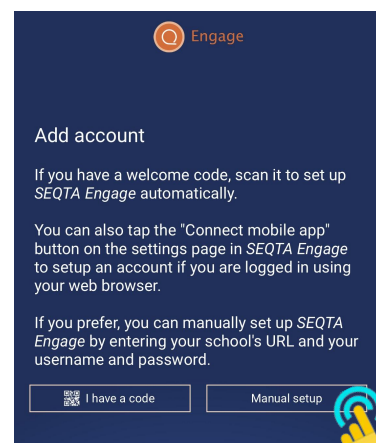 Engage
Add account
If you have a welcome code, scan it to set up
SEQTA Engage automatically.
You can also tap the "Connect mobile app"
button on the settings page in SEQTA Engage
to setup an account if you are logged in using
your web browser.
If you prefer, you can manually set up SEQTA
Engage by entering your school's URL and your
username and password.
I have a code
Manual setup